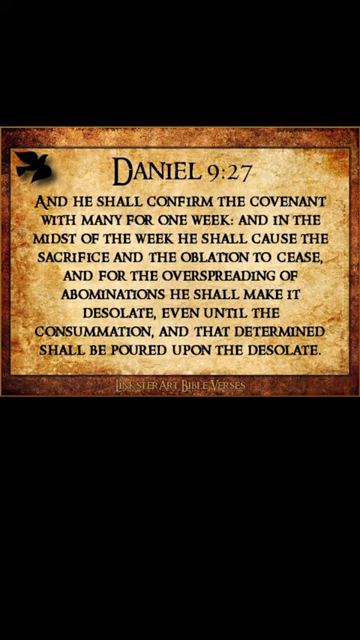 Daniel 9:27
And he shall confirm the covenant
with many for one week: and in the
midst of the week he shall cause the
sacrifice and the oblation to cease,
and for the overspreading of
abominations he shall make it
desolate, even until the
consummation, and that determined
shall be poured upon the desolate.
LinksterArt Bible Verses